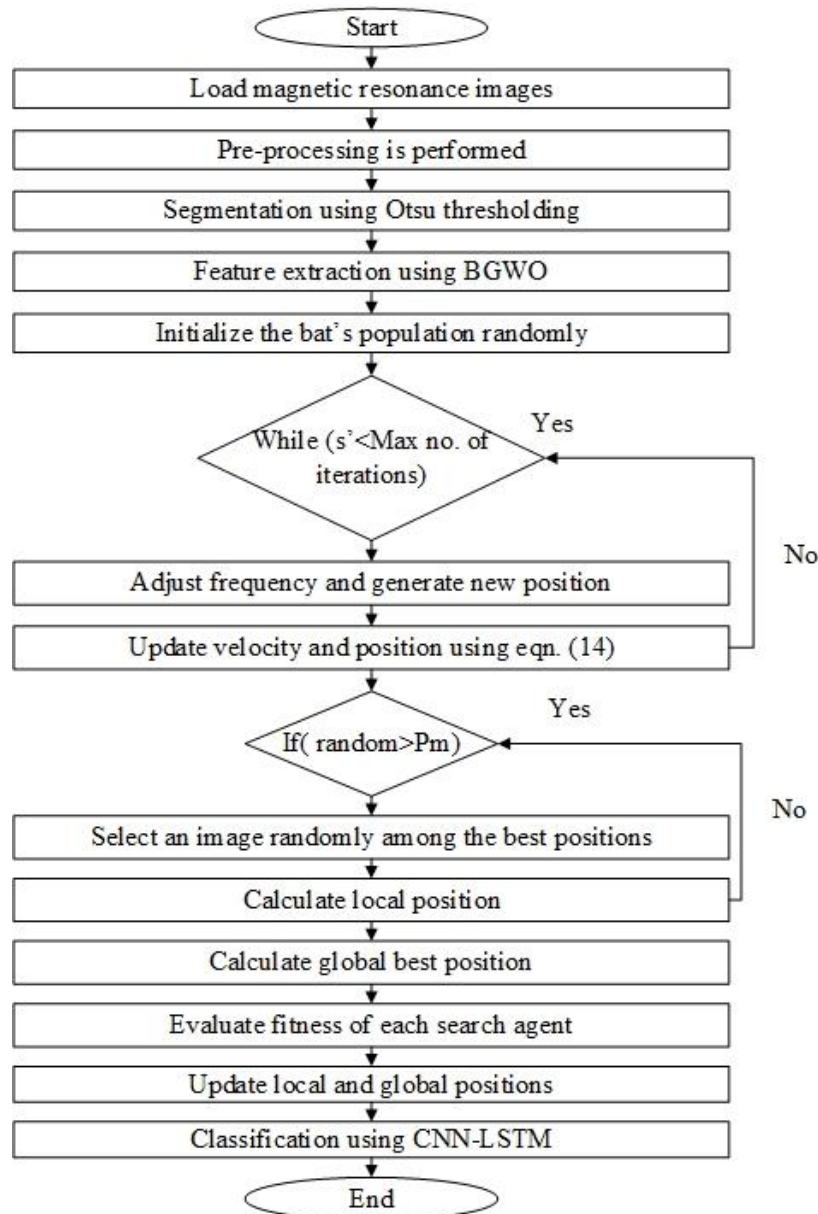 Start
Load magnetic resonance images
Pre-processing is performed
Segmentation using Otsu thresholding
Feature extraction using BGWO
Initialize the bat’s population randomly
While (s’<Max no. of
iterations)
Yes
No
Adjust frequency and generate new position
Update velocity and position using eqn. (14)
If( random>Pm)
Yes
No
Select an image randomly among the best positions
Calculate local position
Calculate global best position
Evaluate fitness of each search agent
Update local and global positions
Classification using CNN-LSTM
End